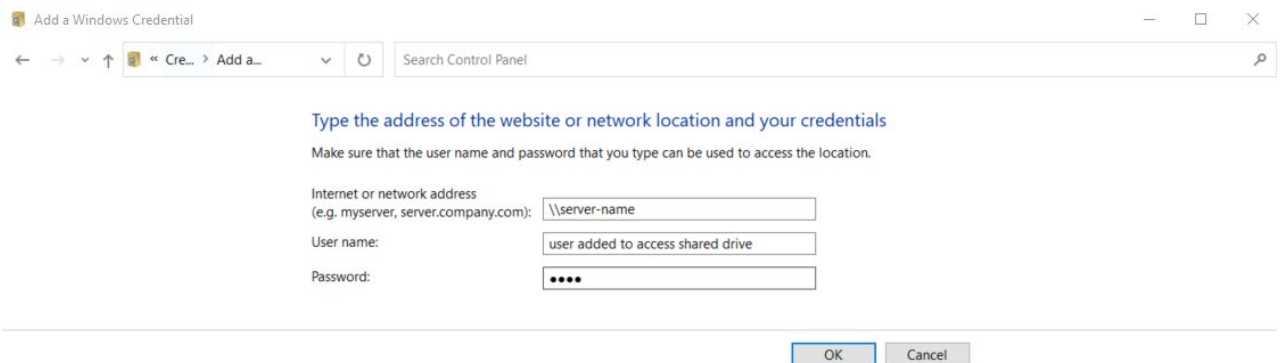 Add a Windows Credential
« Cre... > Add a...
Search Control Panel
Type the address of the website or network location and your credentials
Make sure that the user name and password that you type can be used to access the location.
Internet or network address
(e.g. myserver, server.company.com): \\server-name
User name: user added to access shared drive
Password: ●●●●
OK Cancel